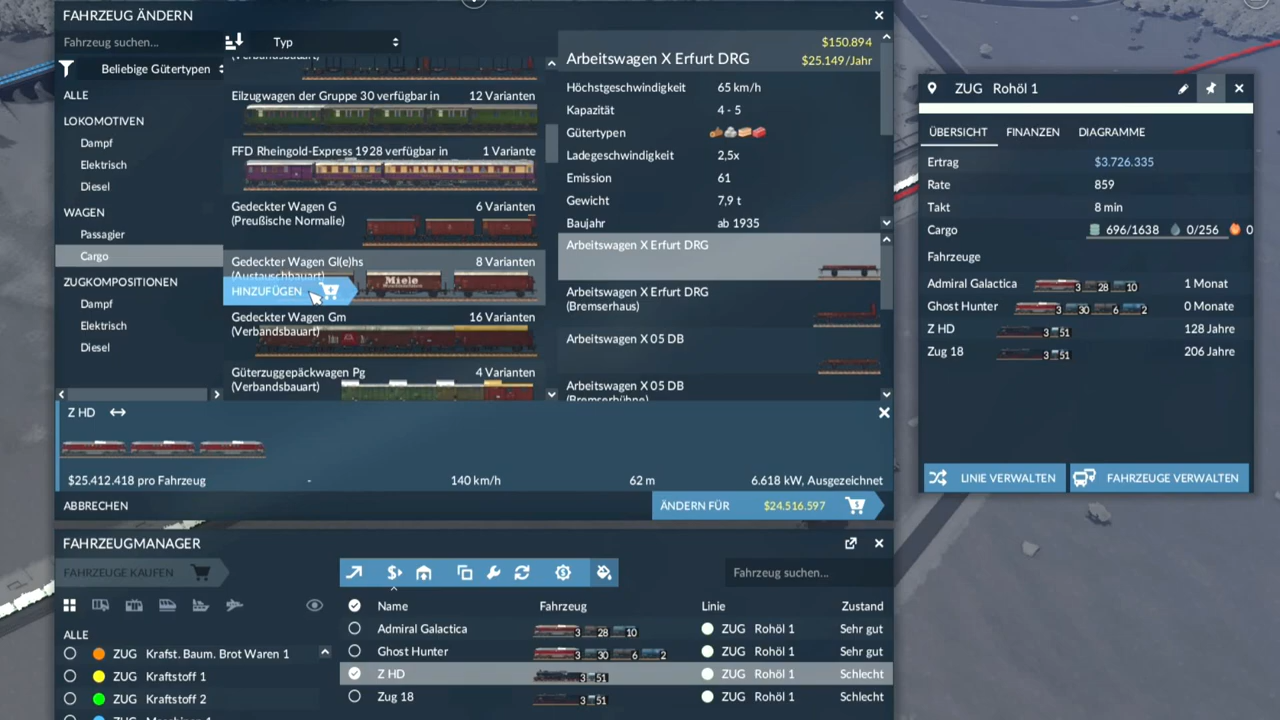 FAHRZEUG ÄNDERN
Fahrzeug suchen...
Typ
Beliebige Gütertypen
ALLE
LOKOMOTIVEN
Dampf
Elektrisch
Diesel
WAGEN
Passagier
Cargo
ZUGKOMPOSITIONEN
Dampf
Elektrisch
Diesel
(Verbandsbauart)
Eilzugwagen der Gruppe 30 verfügbar in
12 Varianten
FFD Rheingold-Express 1928 verfügbar in
1 Variante
Gedeckter Wagen G
(Preußische Normalie)
6 Varianten
Gedeckter Wagen Gl(e)hs
(Austauschbauart)
8 Varianten
Miele
HINZUFÜGEN
Gedeckter Wagen Gm
(Verbandsbauart)
16 Varianten
Güterzuggepäckwagen Pg
(Verbandsbauart)
4 Varianten
$150.894
Arbeitswagen X Erfurt DRG
$25.149/Jahr
Höchstgeschwindigkeit 65 km/h
Kapazität 4 - 5
Gütertypen
Ladegeschwindigkeit 2,5x
Emission 61
Gewicht 7,9 t
Baujahr ab 1935
Arbeitswagen X Erfurt DRG
Arbeitswagen X Erfurt DRG
(Bremserhaus)
Arbeitswagen X 05 DB
Arbeitswagen X 05 DB
(Bremserbühne)
Z HD
$25.412.418 pro Fahrzeug - 140 km/h 62 m 6.618 kW, Ausgezeichnet
ABBRECHEN
ÄNDERN FÜR $24.516.597
FAHRZEUGMANAGER
FAHRZEUGE KAUFEN
Fahrzeug suchen...
ALLE
ZUG Krafst. Baum. Brot Waren 1
ZUG Kraftstoff 1
ZUG Kraftstoff 2
Name Fahrzeug Linie Zustand
Admiral Galactica 3 28 10 ZUG Rohöl 1 Sehr gut
Ghost Hunter 3 30 6 2 ZUG Rohöl 1 Sehr gut
Z HD 3 51 ZUG Rohöl 1 Schlecht
Zug 18 3 51 ZUG Rohöl 1 Schlecht
ZUG Rohöl 1
ÜBERSICHT FINANZEN DIAGRAMME
Ertrag $3.726.335
Rate 859
Takt 8 min
Cargo 696/1638 0/256 0
Fahrzeuge
Admiral Galactica 3 28 10 1 Monat
Ghost Hunter 3 30 6 2 0 Monate
Z HD 3 51 128 Jahre
Zug 18 3 51 206 Jahre
LINIE VERWALTEN
FAHRZEUGE VERWALTEN